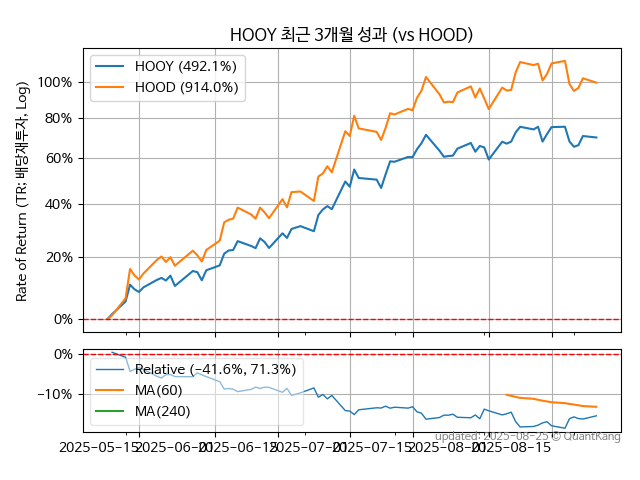 HOOY 최근 3개월 성과 (vs HOOD)
HOOY (492.1%)
HOOD (914.0%)
Rate of Return (TR: 배당재투자, Log)
100%
80%
60%
40%
20%
0%
0%
-10%
Relative (-41.6%, 71.3%)
MA(60)
MA(240)
updated: 2025-08-25 © QuantKang
2025-05-15
2025-06-01
2025-06-15
2025-07-01
2025-07-15
2025-08-01
2025-08-15